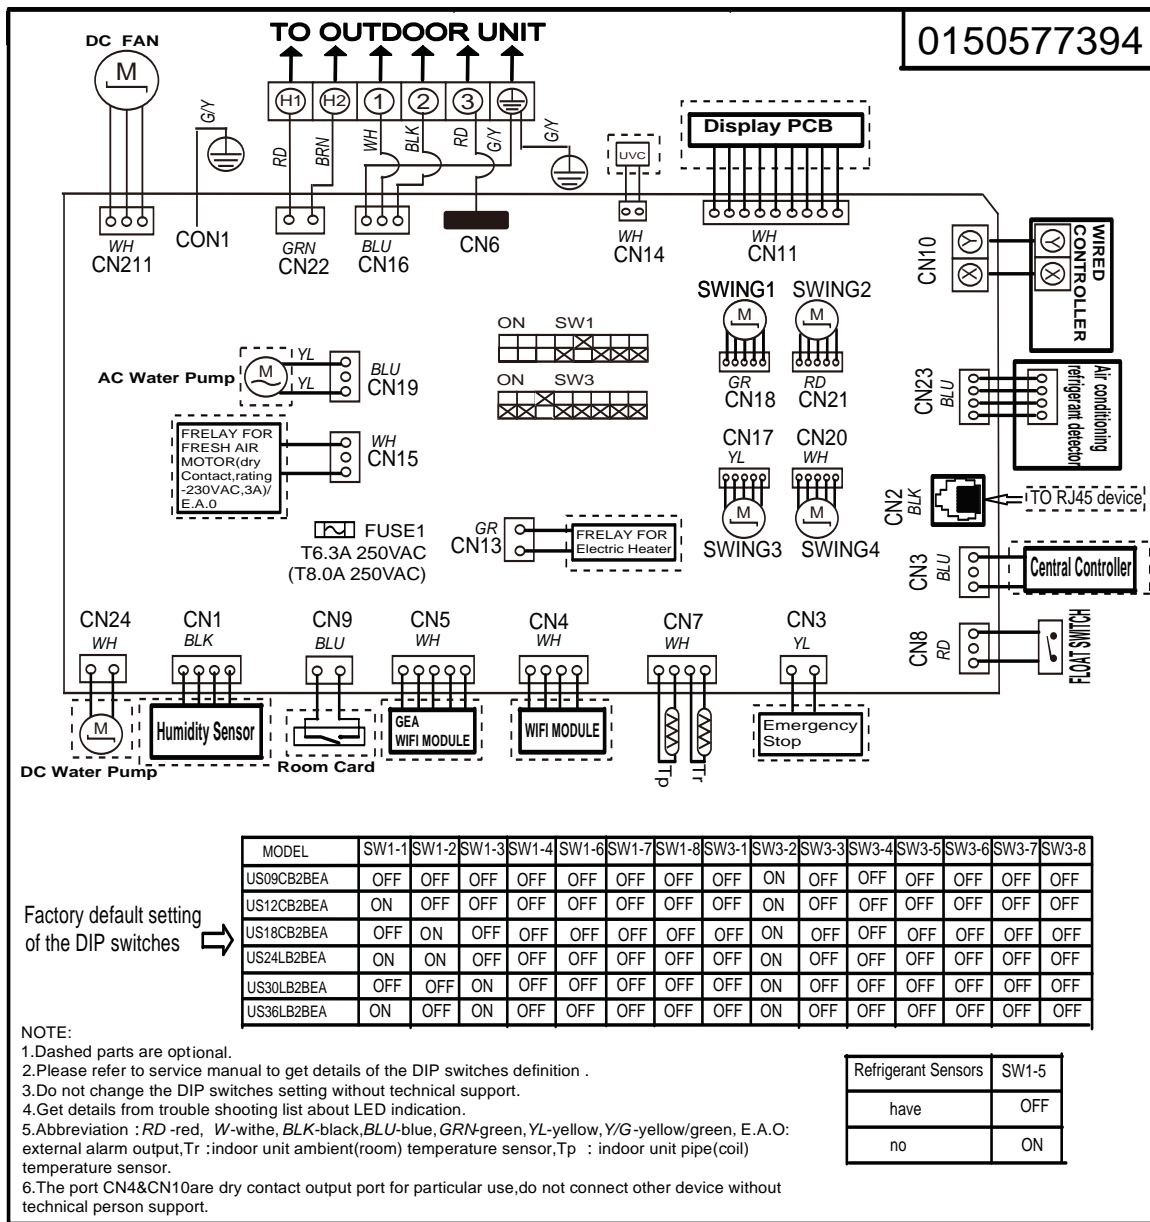 0150577394
TO OUTDOOR UNIT
DC FAN
M
H1 H2 1 2 3
G/Y
RD
BRN
WH
BLK
RD
G/Y
G/Y
UVC
Display PCB
WH
CN211
CON1
GRN
CN22
BLU
CN16
CN6
WH
CN14
WH
CN11
CN10
Y
X
Y
X
WIRED
CONTROLLER
SWING1
M
GR
CN18
SWING2
M
RD
CN21
ON SW1
ON SW3
AC Water Pump
M
YL
YL
BLU
CN19
CN23
BLU
Air conditioning
refrigerant detector
FRELAY FOR
FRESH AIR
MOTOR(dry
Contact,rating
-230VAC,3A)/
E.A.0
WH
CN15
CN17
YL
M
SWING3
CN20
WH
M
SWING4
CN2
BLK
TO RJ45 device
FUSE1
T6.3A 250VAC
(T8.0A 250VAC)
GR
CN13
FRELAY FOR
Electric Heater
CN3
BLU
Central Controller
CN8
RD
FLOAT SWITCH
CN24
WH
M
DC Water Pump
CN1
BLK
Humidity Sensor
CN9
BLU
Room Card
CN5
WH
GEA
WIFI MODULE
CN4
WH
WIFI MODULE
CN7
WH
Tp
Tr
CN3
YL
Emergency
Stop
Factory default setting
of the DIP switches
MODEL SW1-1 SW1-2 SW1-3 SW1-4 SW1-6 SW1-7 SW1-8 SW3-1 SW3-2 SW3-3 SW3-4 SW3-5 SW3-6 SW3-7 SW3-8
US09CB2BEA OFF OFF OFF OFF OFF OFF OFF OFF ON OFF OFF OFF OFF OFF OFF
US12CB2BEA ON OFF OFF OFF OFF OFF OFF OFF ON OFF OFF OFF OFF OFF OFF
US18CB2BEA OFF ON OFF OFF OFF OFF OFF OFF ON OFF OFF OFF OFF OFF OFF
US24LB2BEA ON ON OFF OFF OFF OFF OFF OFF ON OFF OFF OFF OFF OFF OFF
US30LB2BEA OFF OFF ON OFF OFF OFF OFF OFF ON OFF OFF OFF OFF OFF OFF
US36LB2BEA ON OFF ON OFF OFF OFF OFF OFF ON OFF OFF OFF OFF OFF OFF
NOTE:
1.Dashed parts are optional.
2.Please refer to service manual to get details of the DIP switches definition .
3.Do not change the DIP switches setting without technical support.
4.Get details from trouble shooting list about LED indication.
5.Abbreviation :RD -red, W-withe, BLK-black,BLU-blue, GRN-green, YL-yellow,Y/G -yellow/green, E.A.O:
external alarm output,Tr :indoor unit ambient(room) temperature sensor,Tp : indoor unit pipe(coil)
temperature sensor.
6.The port CN4&CN10are dry contact output port for particular use,do not connect other device without
technical person support.
Refrigerant Sensors SW1-5
have OFF
no ON